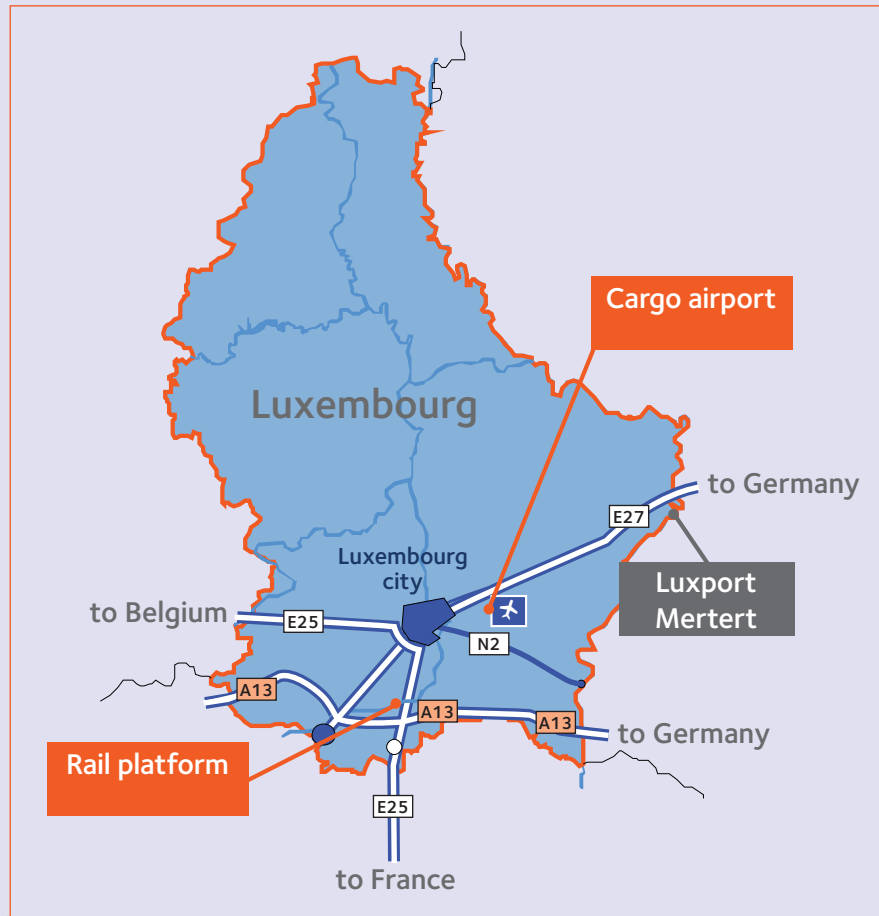 Cargo airport
Luxembourg
to Germany
E27
Luxembourg
city
Luxport
Mertert
to Belgium
E25
N2
A13
A13
A13
to Germany
Rail platform
E25
to France